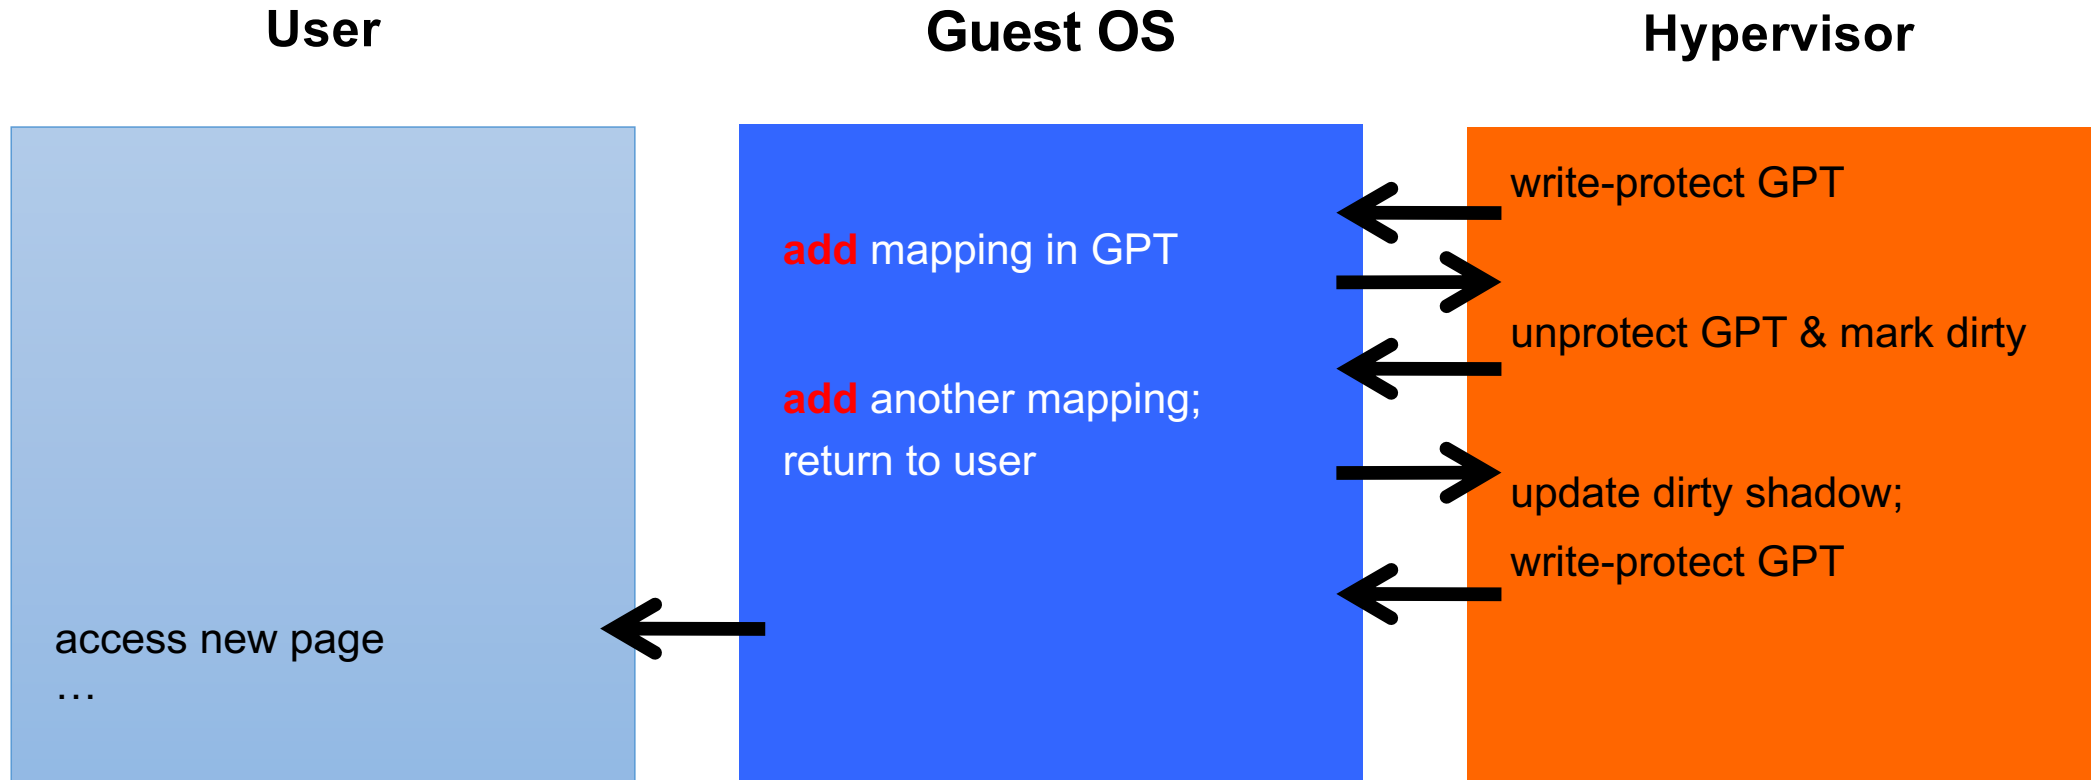 User
Guest OS
Hypervisor
write-protect GPT
add mapping in GPT
unprotect GPT & mark dirty
add another mapping;
return to user
update dirty shadow;
write-protect GPT
access new page
…